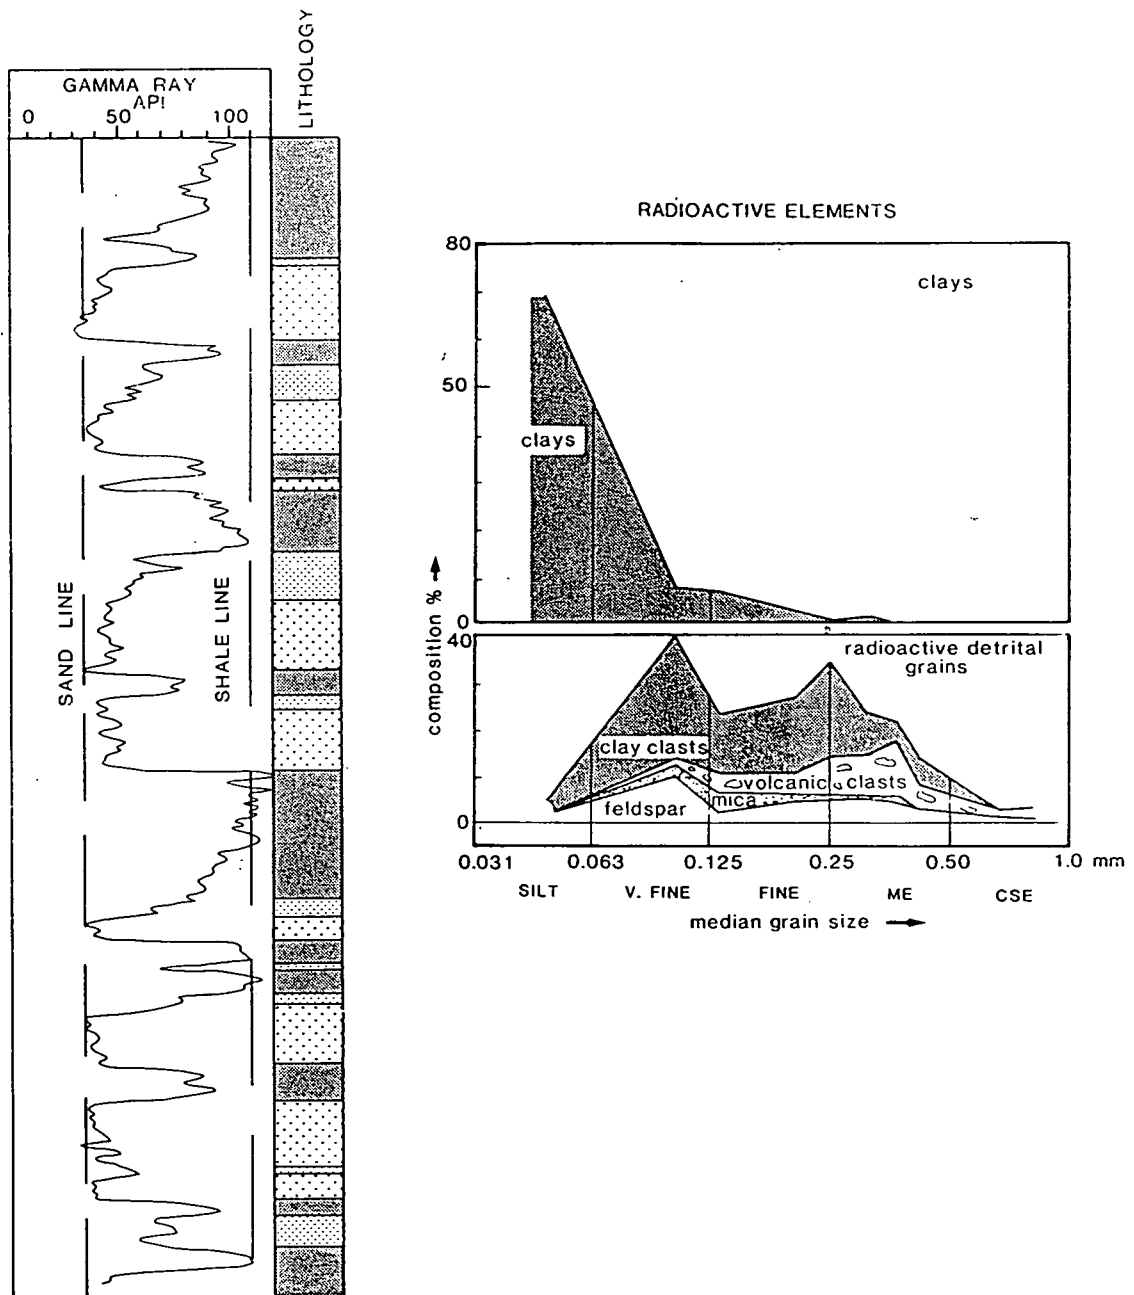 GAMMA RAY
API
0 50 100
LITHOLOGY
SAND LINE
SHALE LINE
RADIOACTIVE ELEMENTS
80
clays
50
clays
0
composition %
40
radioactive detrital
grains
clay clasts
volcanic clasts
mica
feldspar
0
0.031 0.063 0.125 0.25 0.50 1.0 mm
SILT V. FINE FINE ME CSE
median grain size